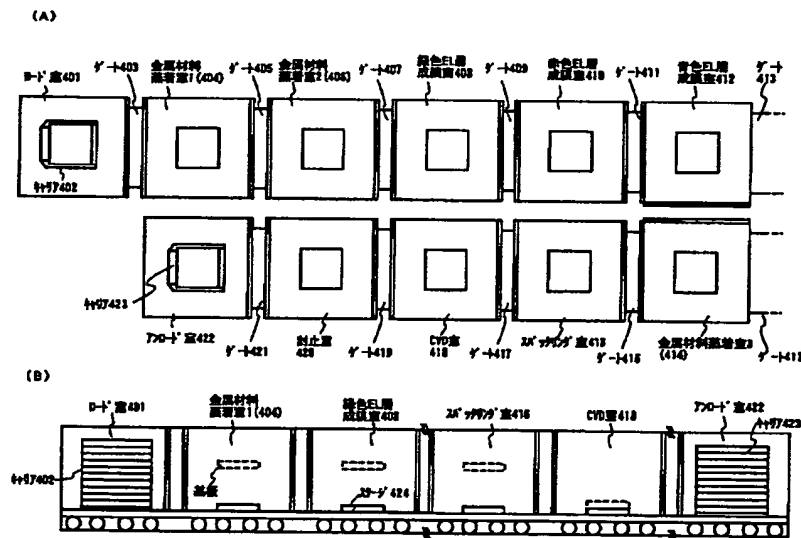 (A)
ロード室401
ゲート403
金属材料
蒸着室1(404)
ゲート405
金属材料
蒸着室2(406)
ゲート407
緑色EL層
成膜室408
ゲート409
赤色EL層
成膜室410
ゲート411
青色EL層
成膜室412
ゲート
413
キャリア402
キャリア423
アンロード室422
ゲート421
封止室
420
ゲート419
CVD室
418
ゲート417
スパッタリング室416
ゲート415
金属材料蒸着室3
(414)
ゲート413
(B)
ロード室401
金属材料
蒸着室1(404)
緑色EL層
成膜室408
スパッタリング室416
CVD室418
アンロード室422
キャリア423
キャリア402
基板
ステージ424